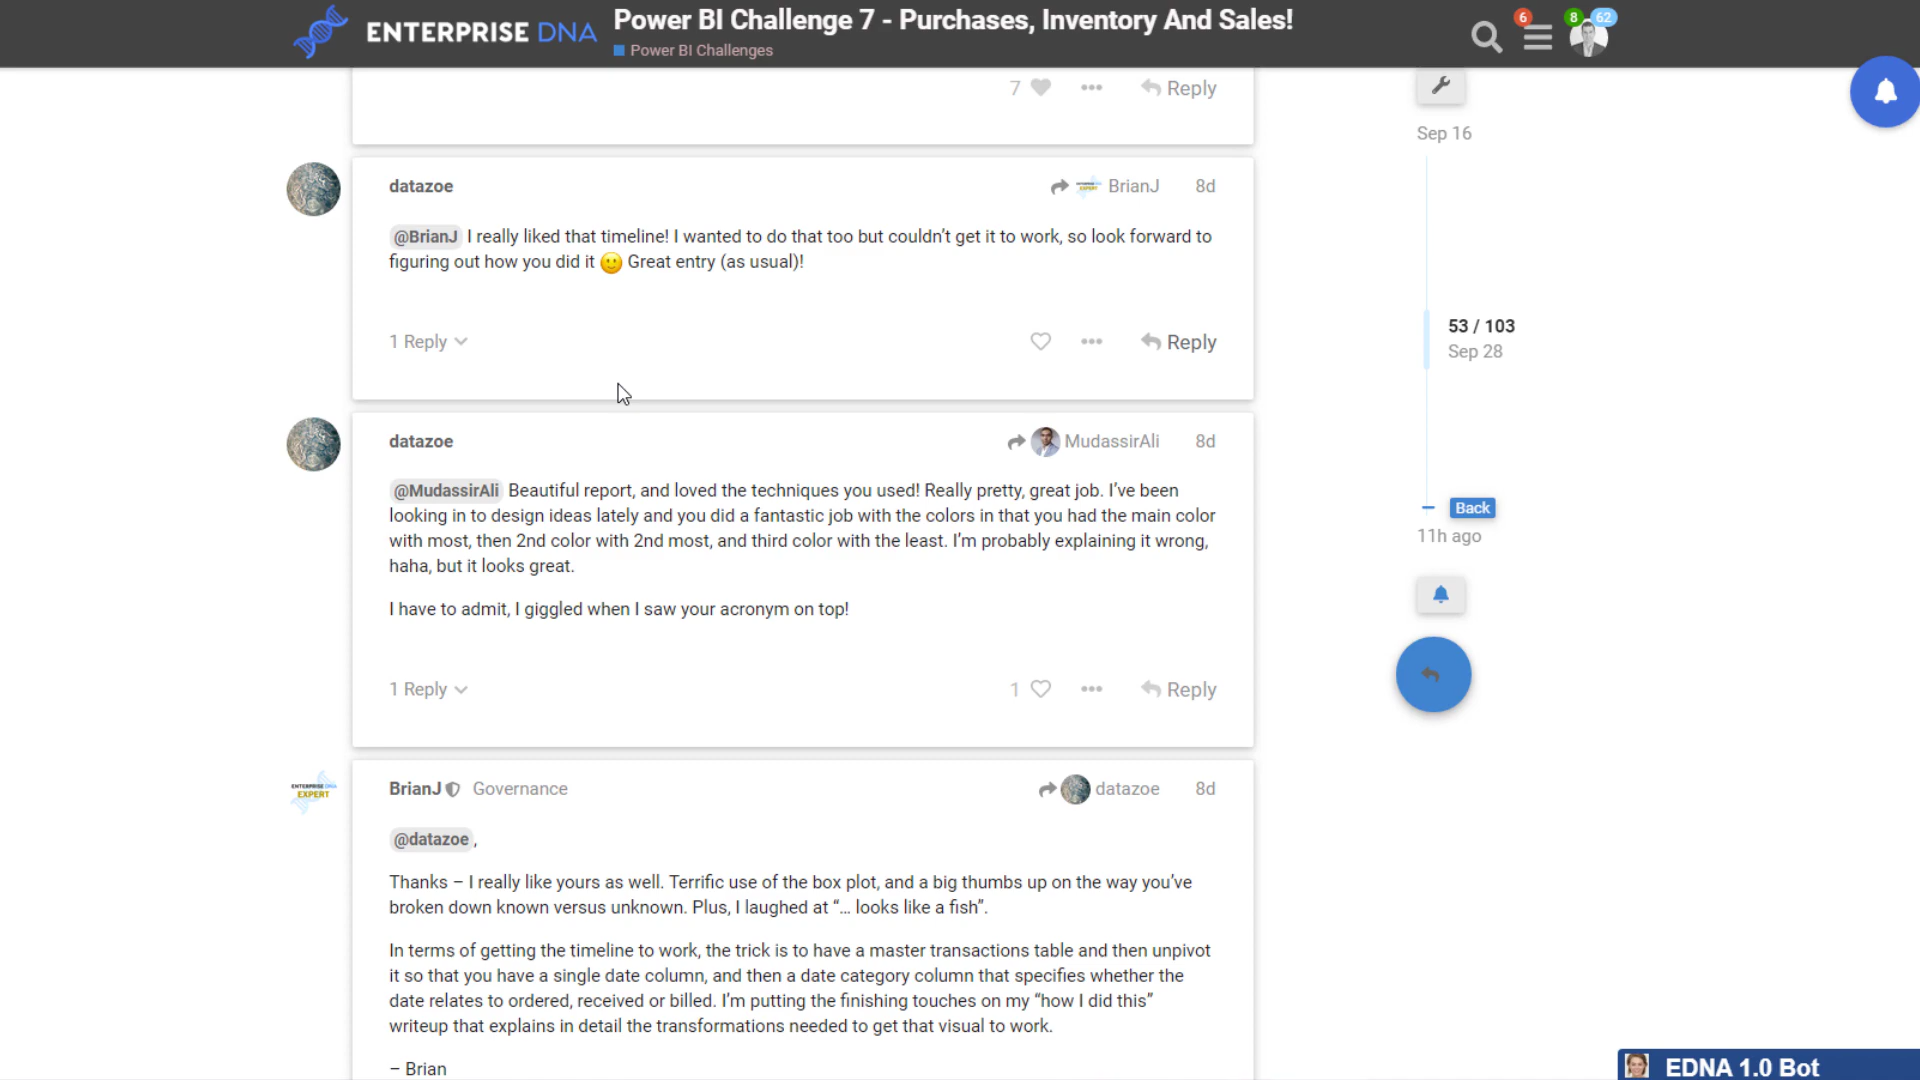 ENTERPRISE DNA
Power BI Challenge 7 - Purchases, Inventory And Sales!
Power BI Challenges
6
8
62
7
Reply
Sep 16
datazoe
BrianJ
8d
@BrianJ I really liked that timeline! I wanted to do that too but couldn’t get it to work, so look forward to
figuring out how you did it 🙂 Great entry (as usual)!
1 Reply
Reply
53 / 103
Sep 28
datazoe
MudassirAli
8d
@MudassirAli Beautiful report, and loved the techniques you used! Really pretty, great job. I’ve been
looking in to design ideas lately and you did a fantastic job with the colors in that you had the main color
with most, then 2nd color with 2nd most, and third color with the least. I’m probably explaining it wrong,
haha, but it looks great.
I have to admit, I giggled when I saw your acronym on top!
Back
11h ago
1 Reply
1
Reply
ENTERPRISE DNA
EXPERT
BrianJ
Governance
datazoe
8d
@datazoe ,
Thanks – I really like yours as well. Terrific use of the box plot, and a big thumbs up on the way you’ve
broken down known versus unknown. Plus, I laughed at “… looks like a fish”.
In terms of getting the timeline to work, the trick is to have a master transactions table and then unpivot
it so that you have a single date column, and then a date category column that specifies whether the
date relates to ordered, received or billed. I’m putting the finishing touches on my “how I did this”
writeup that explains in detail the transformations needed to get that visual to work.
– Brian
EDNA 1.0 Bot